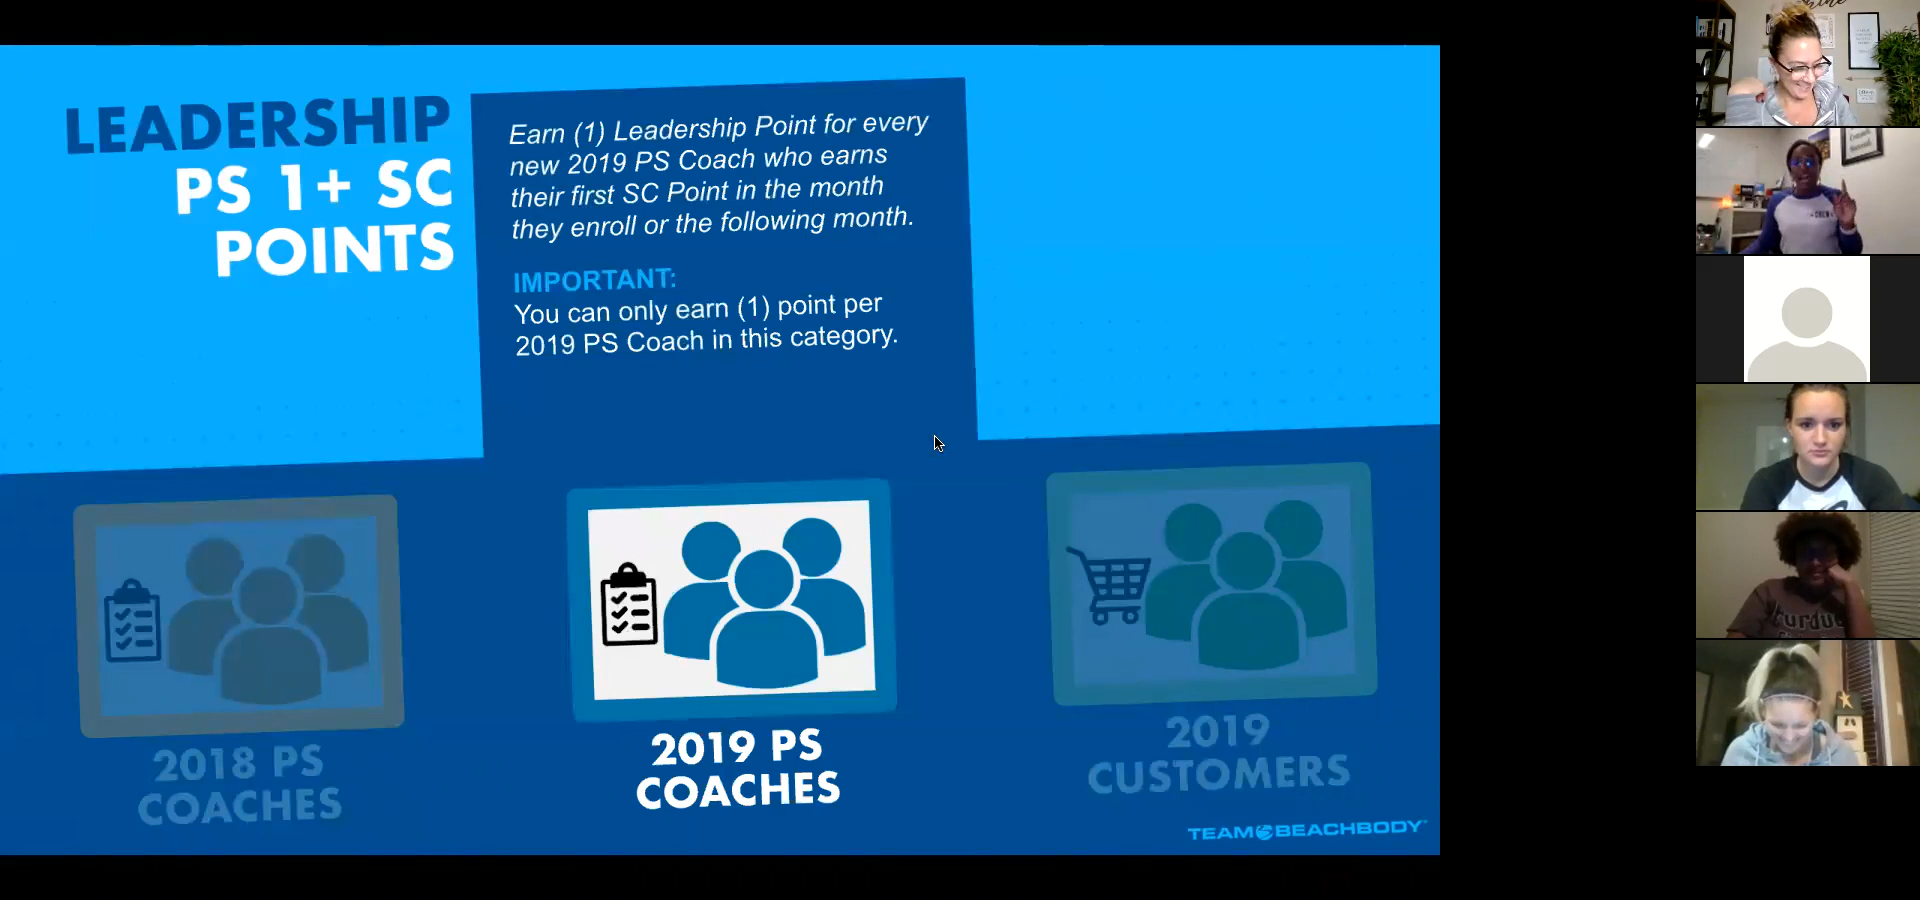 LEADERSHIP
PS 1+ SC
POINTS
Earn (1) Leadership Point for every
new 2019 PS Coach who earns
their first SC Point in the month
they enroll or the following month.
IMPORTANT:
You can only earn (1) point per
2019 PS Coach in this category.
2018 PS
COACHES
2019 PS
COACHES
2019
CUSTOMERS
TEAM BEACHBODY